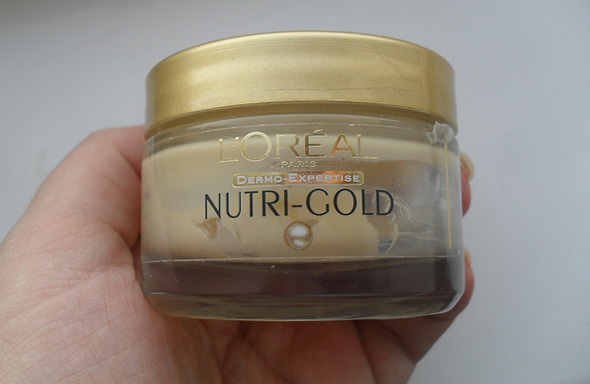 L'ORÉAL
PARIS
DERMO-EXPERTISE
NUTRI-GOLD